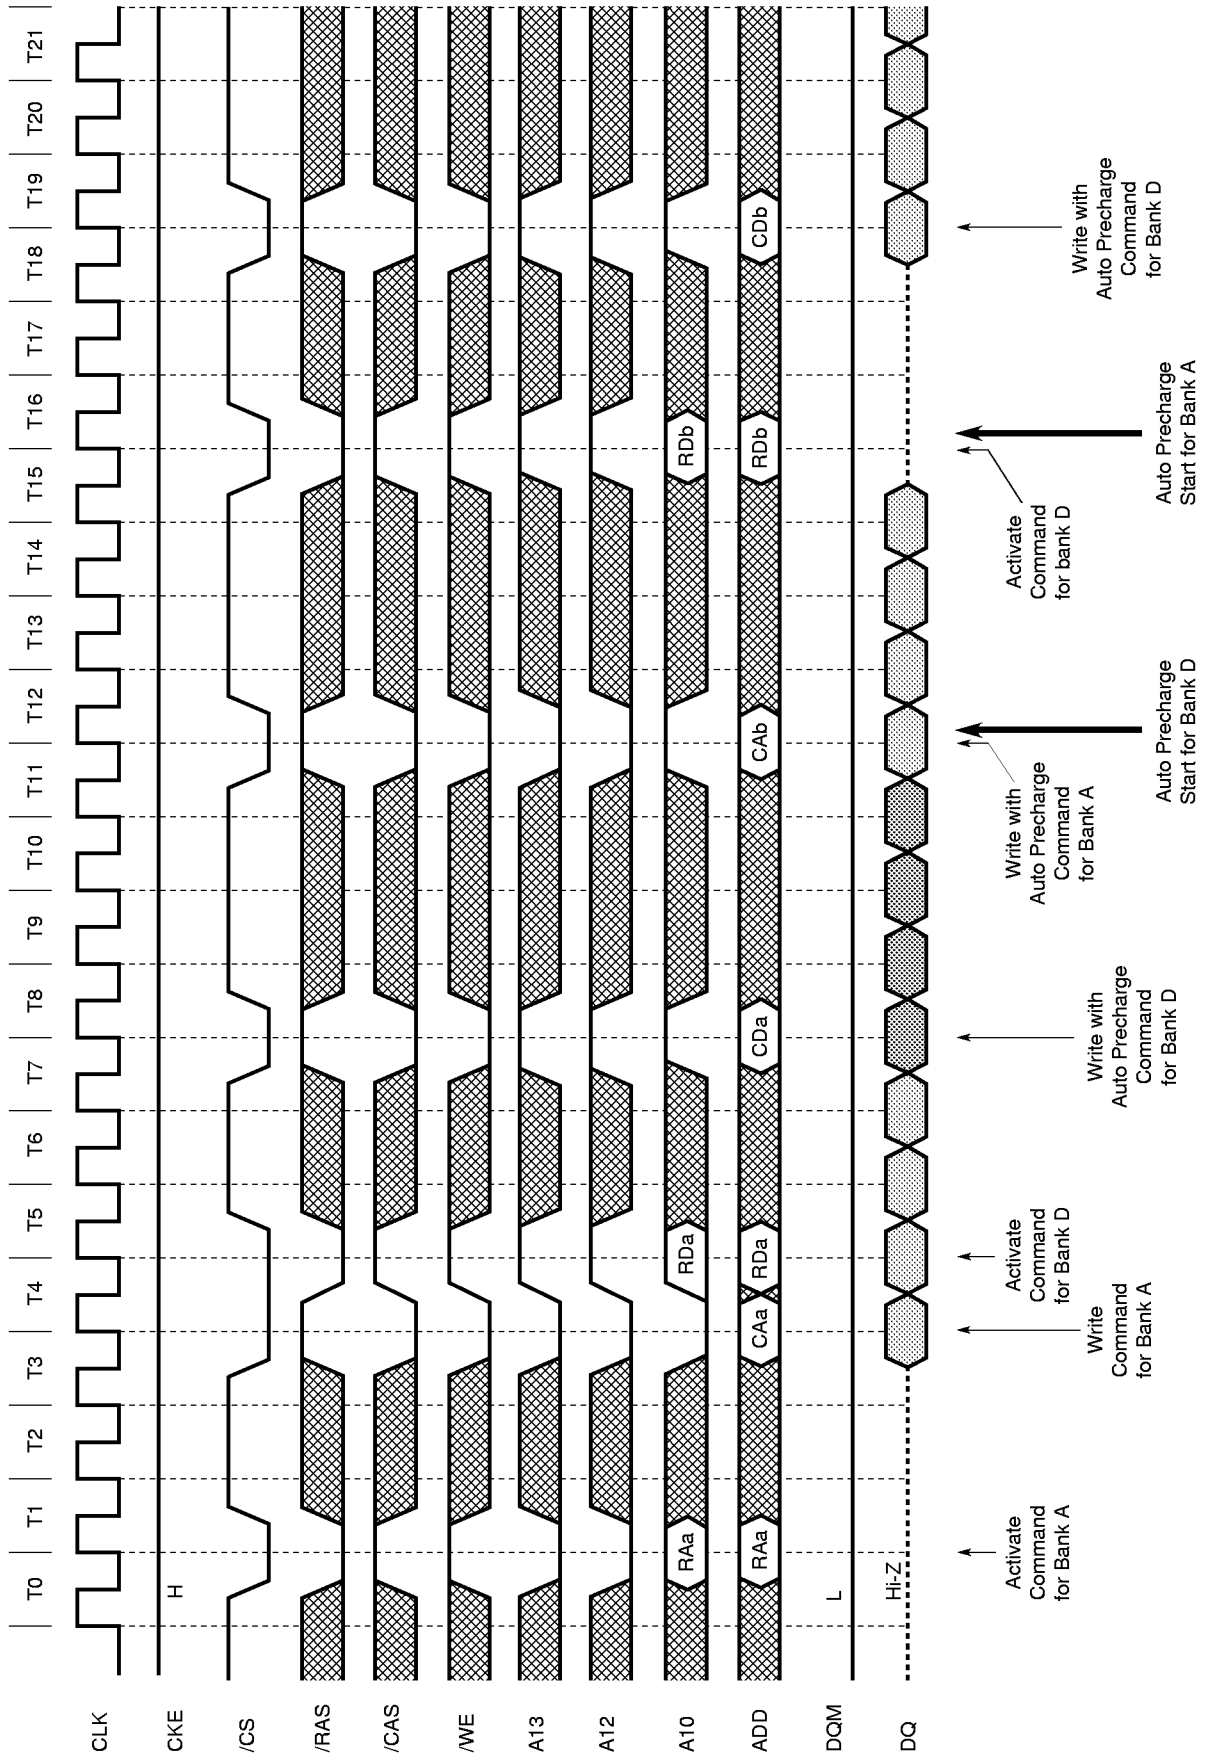 T0 T1 T2 T3 T4 T5 T6 T7 T8 T9 T10 T11 T12 T13 T14 T15 T16 T17 T18 T19 T20 T21
CLK
CKE
H
/CS
/RAS
/CAS
/WE
A13
A12
A10
RAa RDa RDb
ADD
RAa CAa RDa CDa CAb RDb CDb
DQM
L
DQ
Hi-Z
Activate
Command
for Bank A
Write
Command
for Bank A
Activate
Command
for Bank D
Write with
Auto Precharge
Command
for Bank D
Write with
Auto Precharge
Command
for Bank A
Auto Precharge
Start for Bank D
Activate
Command
for bank D
Auto Precharge
Start for Bank A
Write with
Auto Precharge
Command
for Bank D